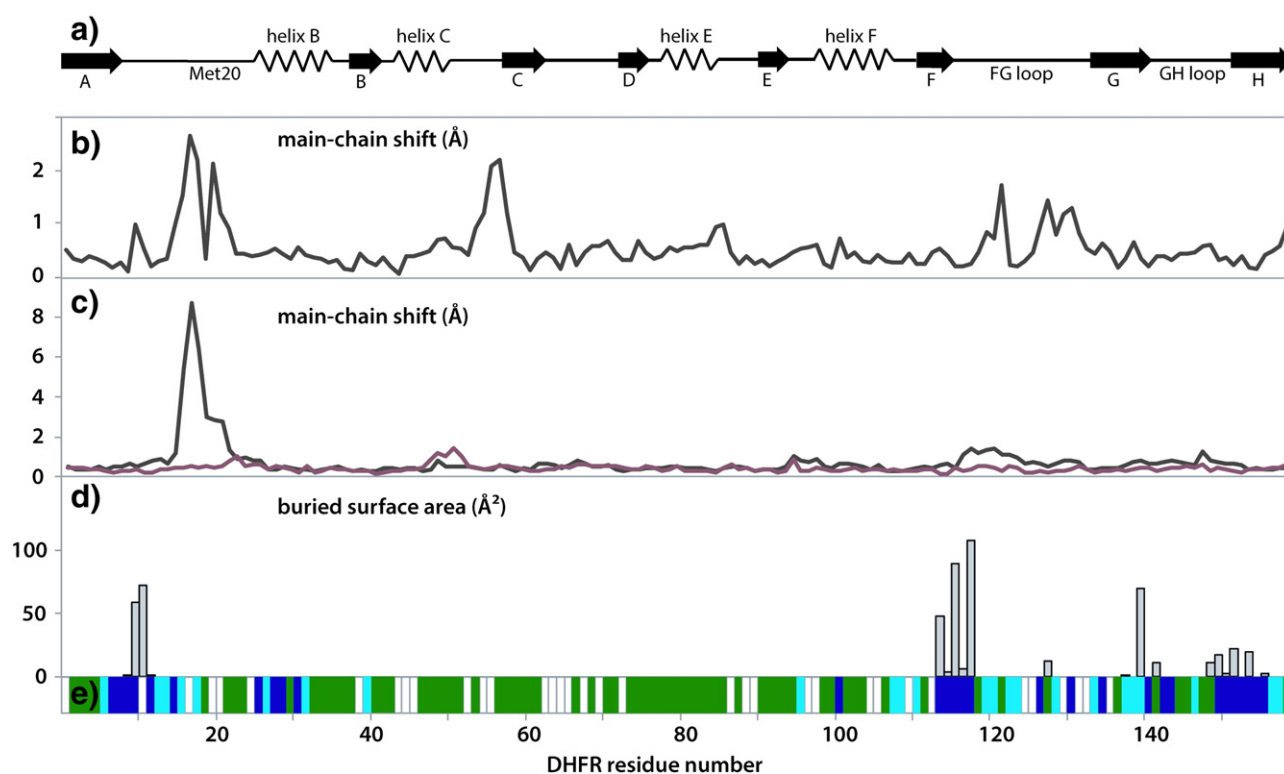 a)
helix B
helix C
helix E
helix F
A
Met20
B
C
D
E
F
FG loop
G
GH loop
H
b)
main-chain shift (Å)
2
1
0
c)
main-chain shift (Å)
8
6
4
2
0
d)
buried surface area (Å²)
100
50
0
e)
20 40 60 80 100 120 140
DHFR residue number